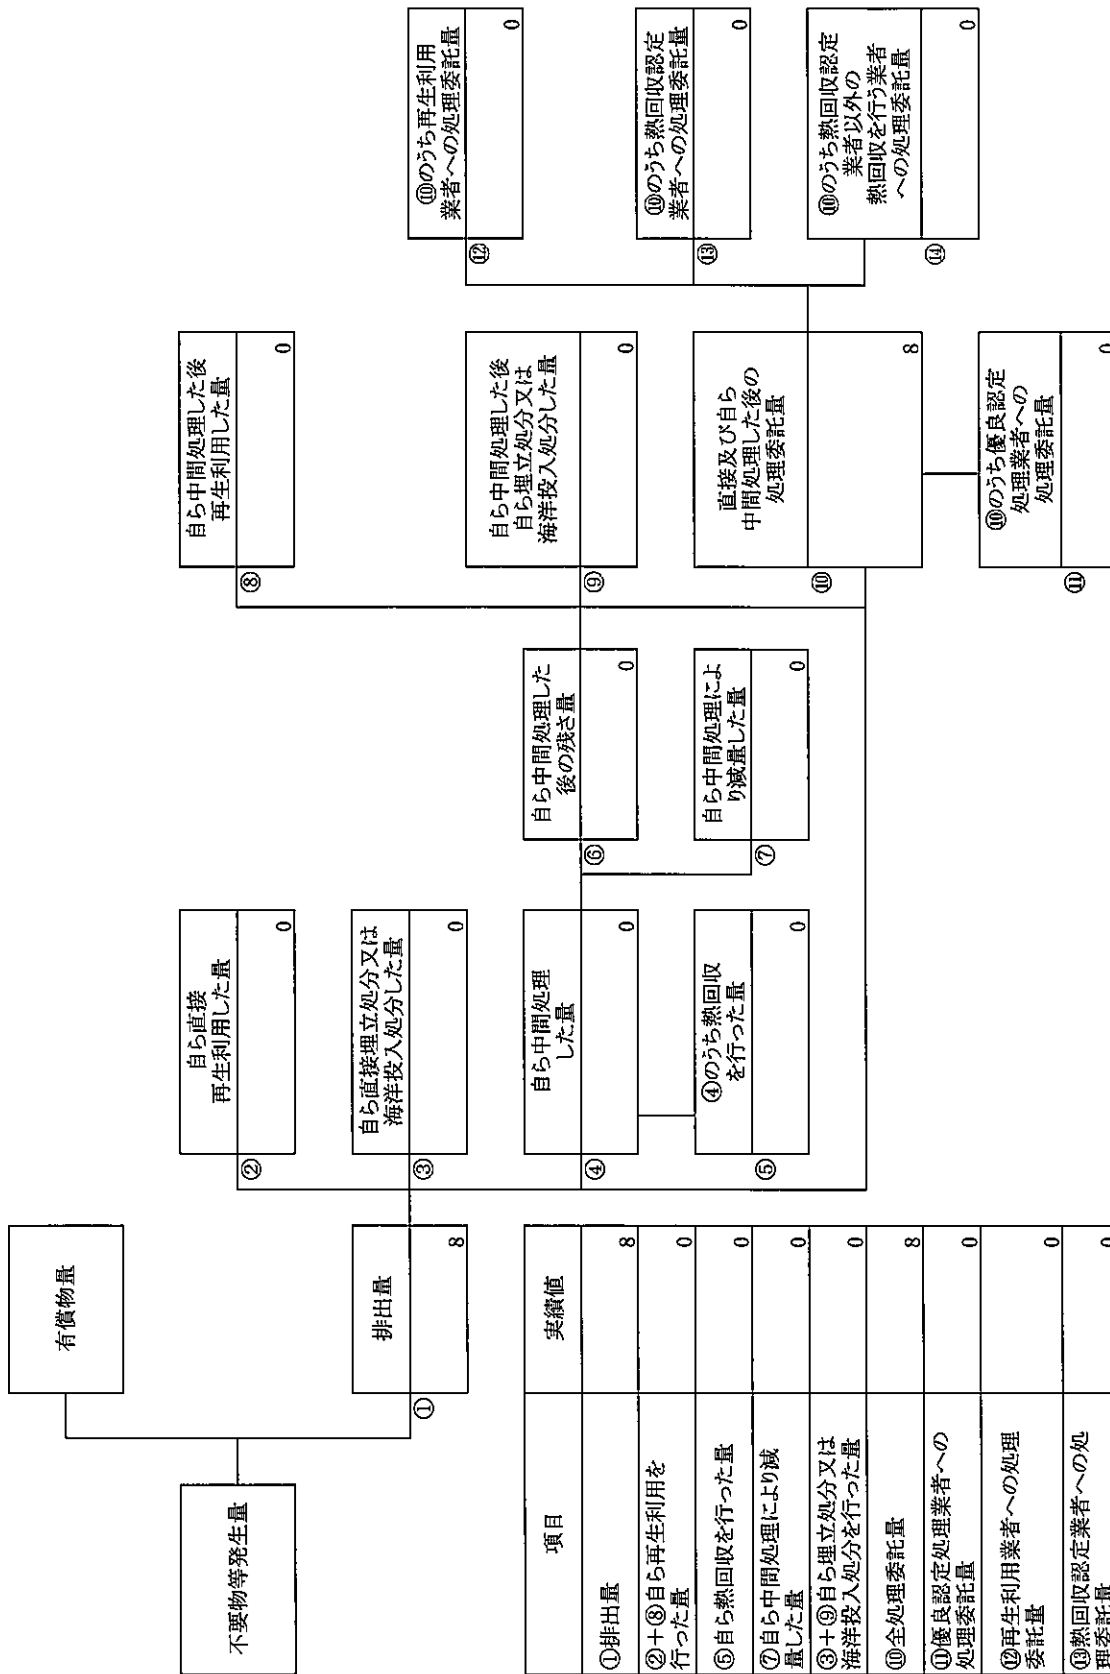 不要物等発生量
有償物量
排出量
①
8
自ら直接
再生利用した量
②
0
自ら直接埋立処分又は
海洋投入処分した量
③
0
自ら中間処理
した量
④
0
④のうち熱回収
を行った量
⑤
0
自ら中間処理した
後の残さ量
⑥
0
自ら中間処理によ
り減量した量
⑦
0
自ら中間処理した後
再生利用した量
⑧
0
自ら中間処理した後
自ら埋立処分又は
海洋投入処分した量
⑨
0
直接及び自ら
中間処理した後の
処理委託量
⑩
8
⑩のうち優良認定
処理業者への
処理委託量
⑪
0
⑩のうち再生利用
業者への処理委託量
⑫
0
⑩のうち熱回収認定
業者への処理委託量
⑬
0
⑩のうち熱回収認定
業者以外の
熱回収を行う業者
への処理委託量
⑭
0
項目
実績値
①排出量
8
②+⑧自ら再生利用を
行った量
0
⑤自ら熱回収を行った量
0
⑦自ら中間処理により減
量した量
0
③+⑨自ら埋立処分又は
海洋投入処分を行った量
0
⑩全処理委託量
8
⑪優良認定処理業者への
処理委託量
0
⑫再生利用業者への処理
委託量
0
⑬熱回収認定業者への処
理委託量
0